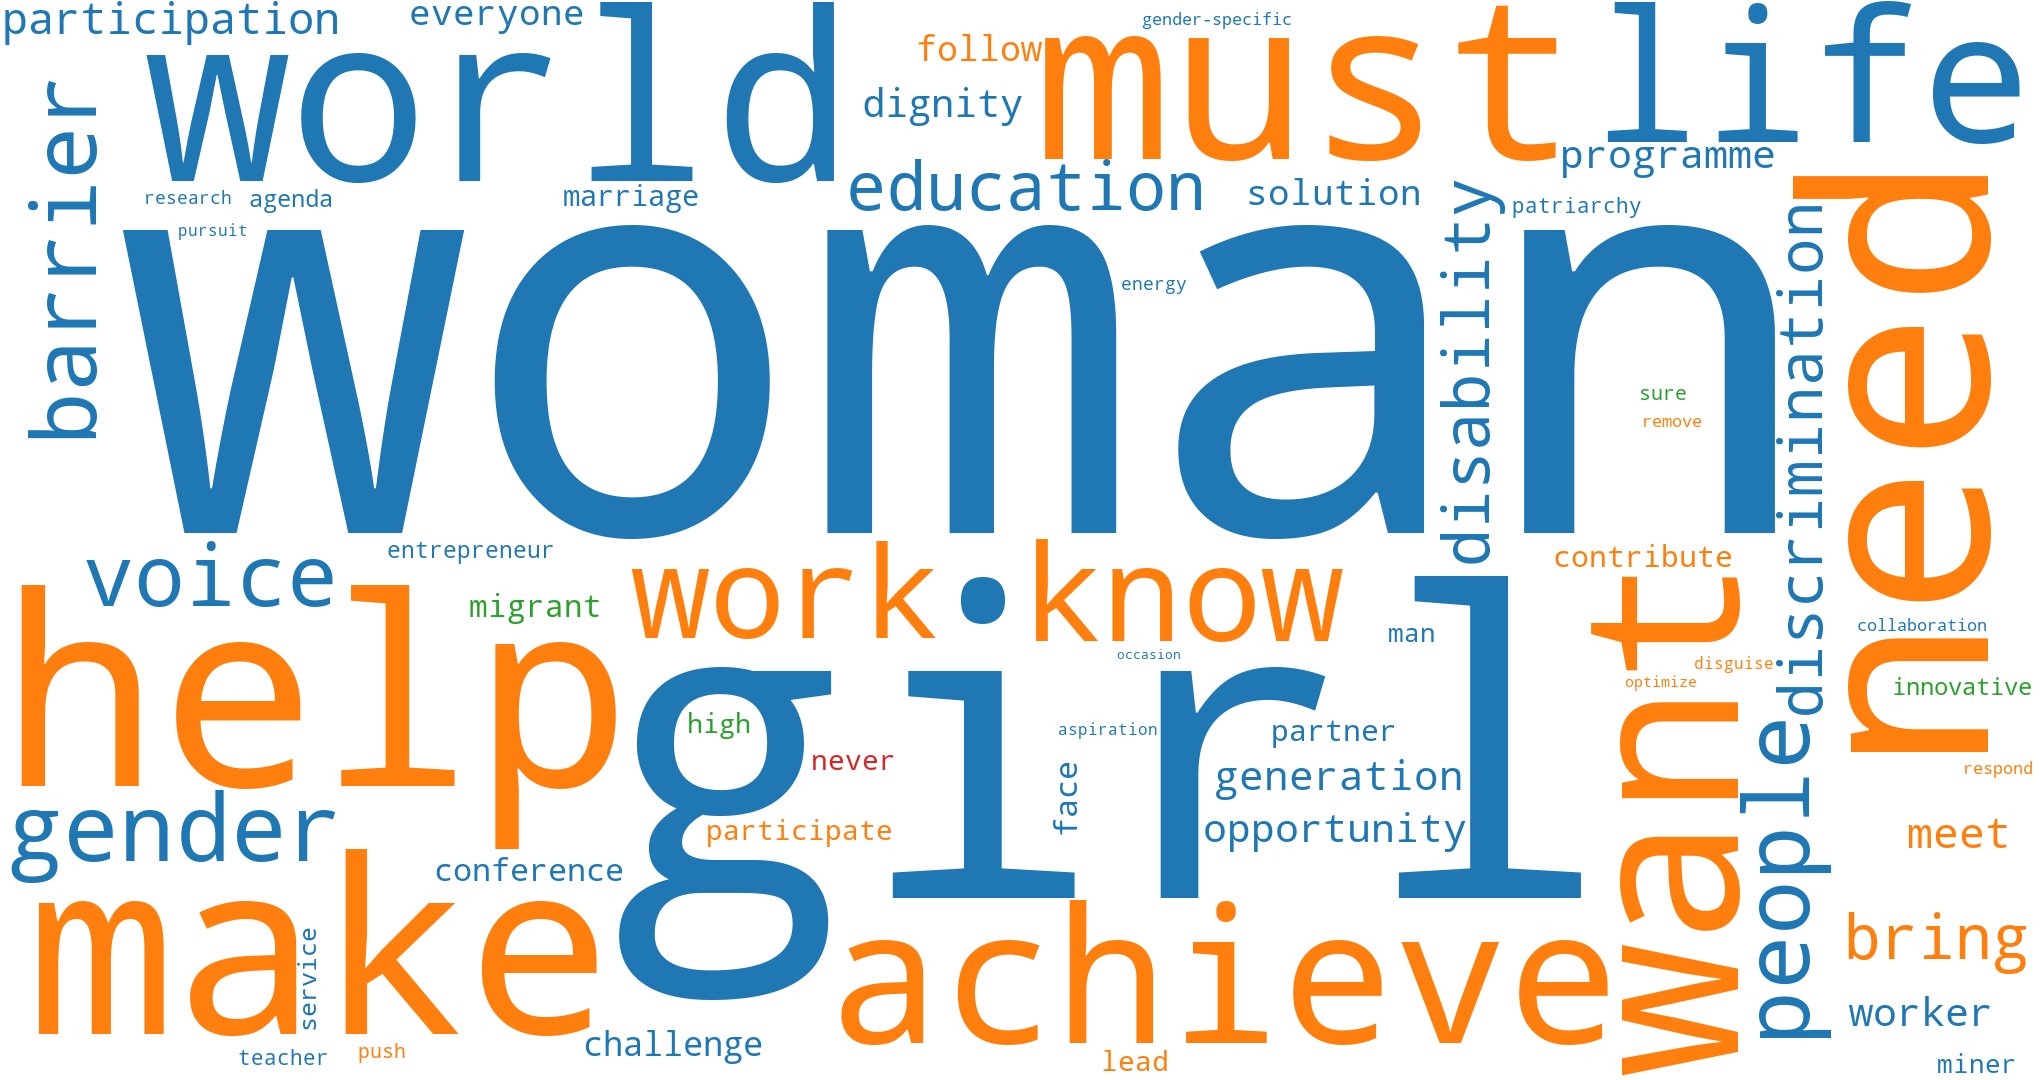 participation
everyone
world
gender-specific
follow
must
life
dignity
programme
barrier
research
agenda
marriage
education
solution
patriarchy
pursuit
woman
energy
disability
discrimination
need
sure
remove
entrepreneur
voice
migrant
work
know
man
contribute
help
girl
occasion
want
disguise
optimize
collaboration
innovative
high
never
aspiration
partner
face
generation
people
respond
gender
participate
opportunity
meet
conference
make
service
achieve
bring
worker
challenge
teacher
push
lead
miner